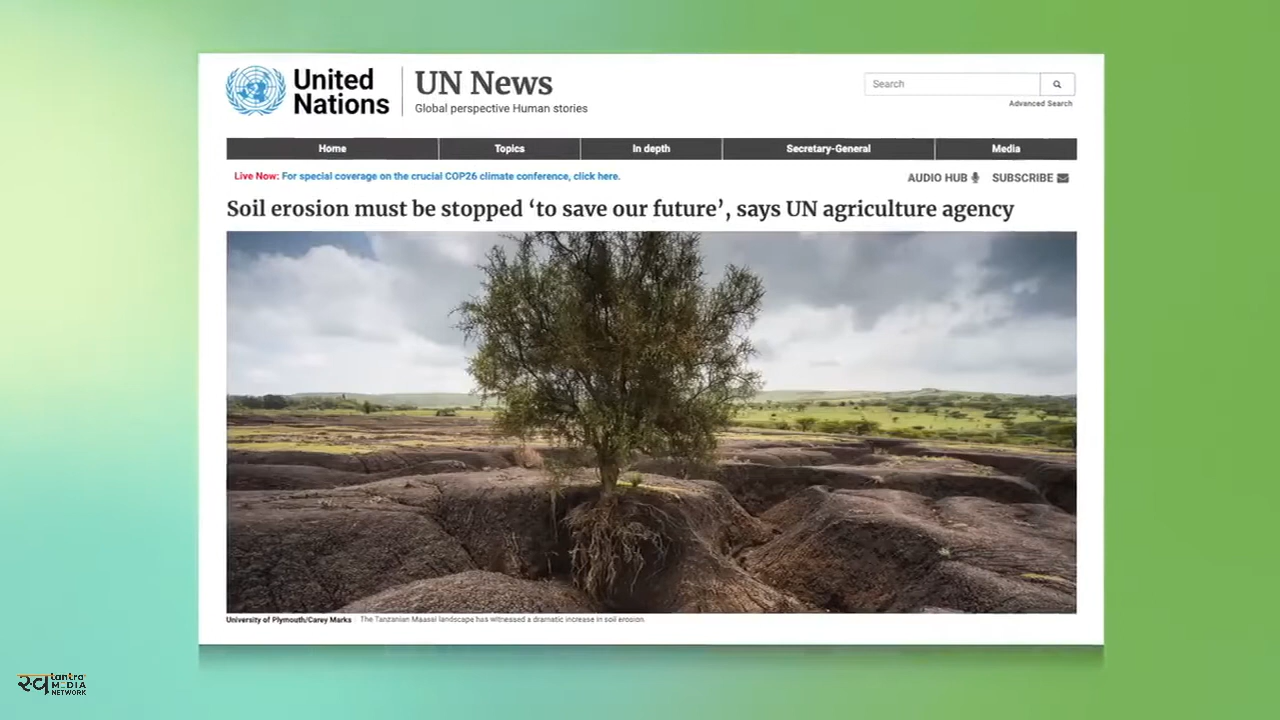 United
Nations
UN News
Global perspective Human stories
Search
Advanced Search
Home
Topics
In depth
Secretary-General
Media
Live Now: For special coverage on the crucial COP26 climate conference, click here.
AUDIO HUB
SUBSCRIBE
Soil erosion must be stopped ‘to save our future’, says UN agriculture agency
University of Plymouth/Carey Marks | The Tanzanian Maasai landscape has witnessed a dramatic increase in soil erosion.
स्व tantra
MEDIA
NETWORK